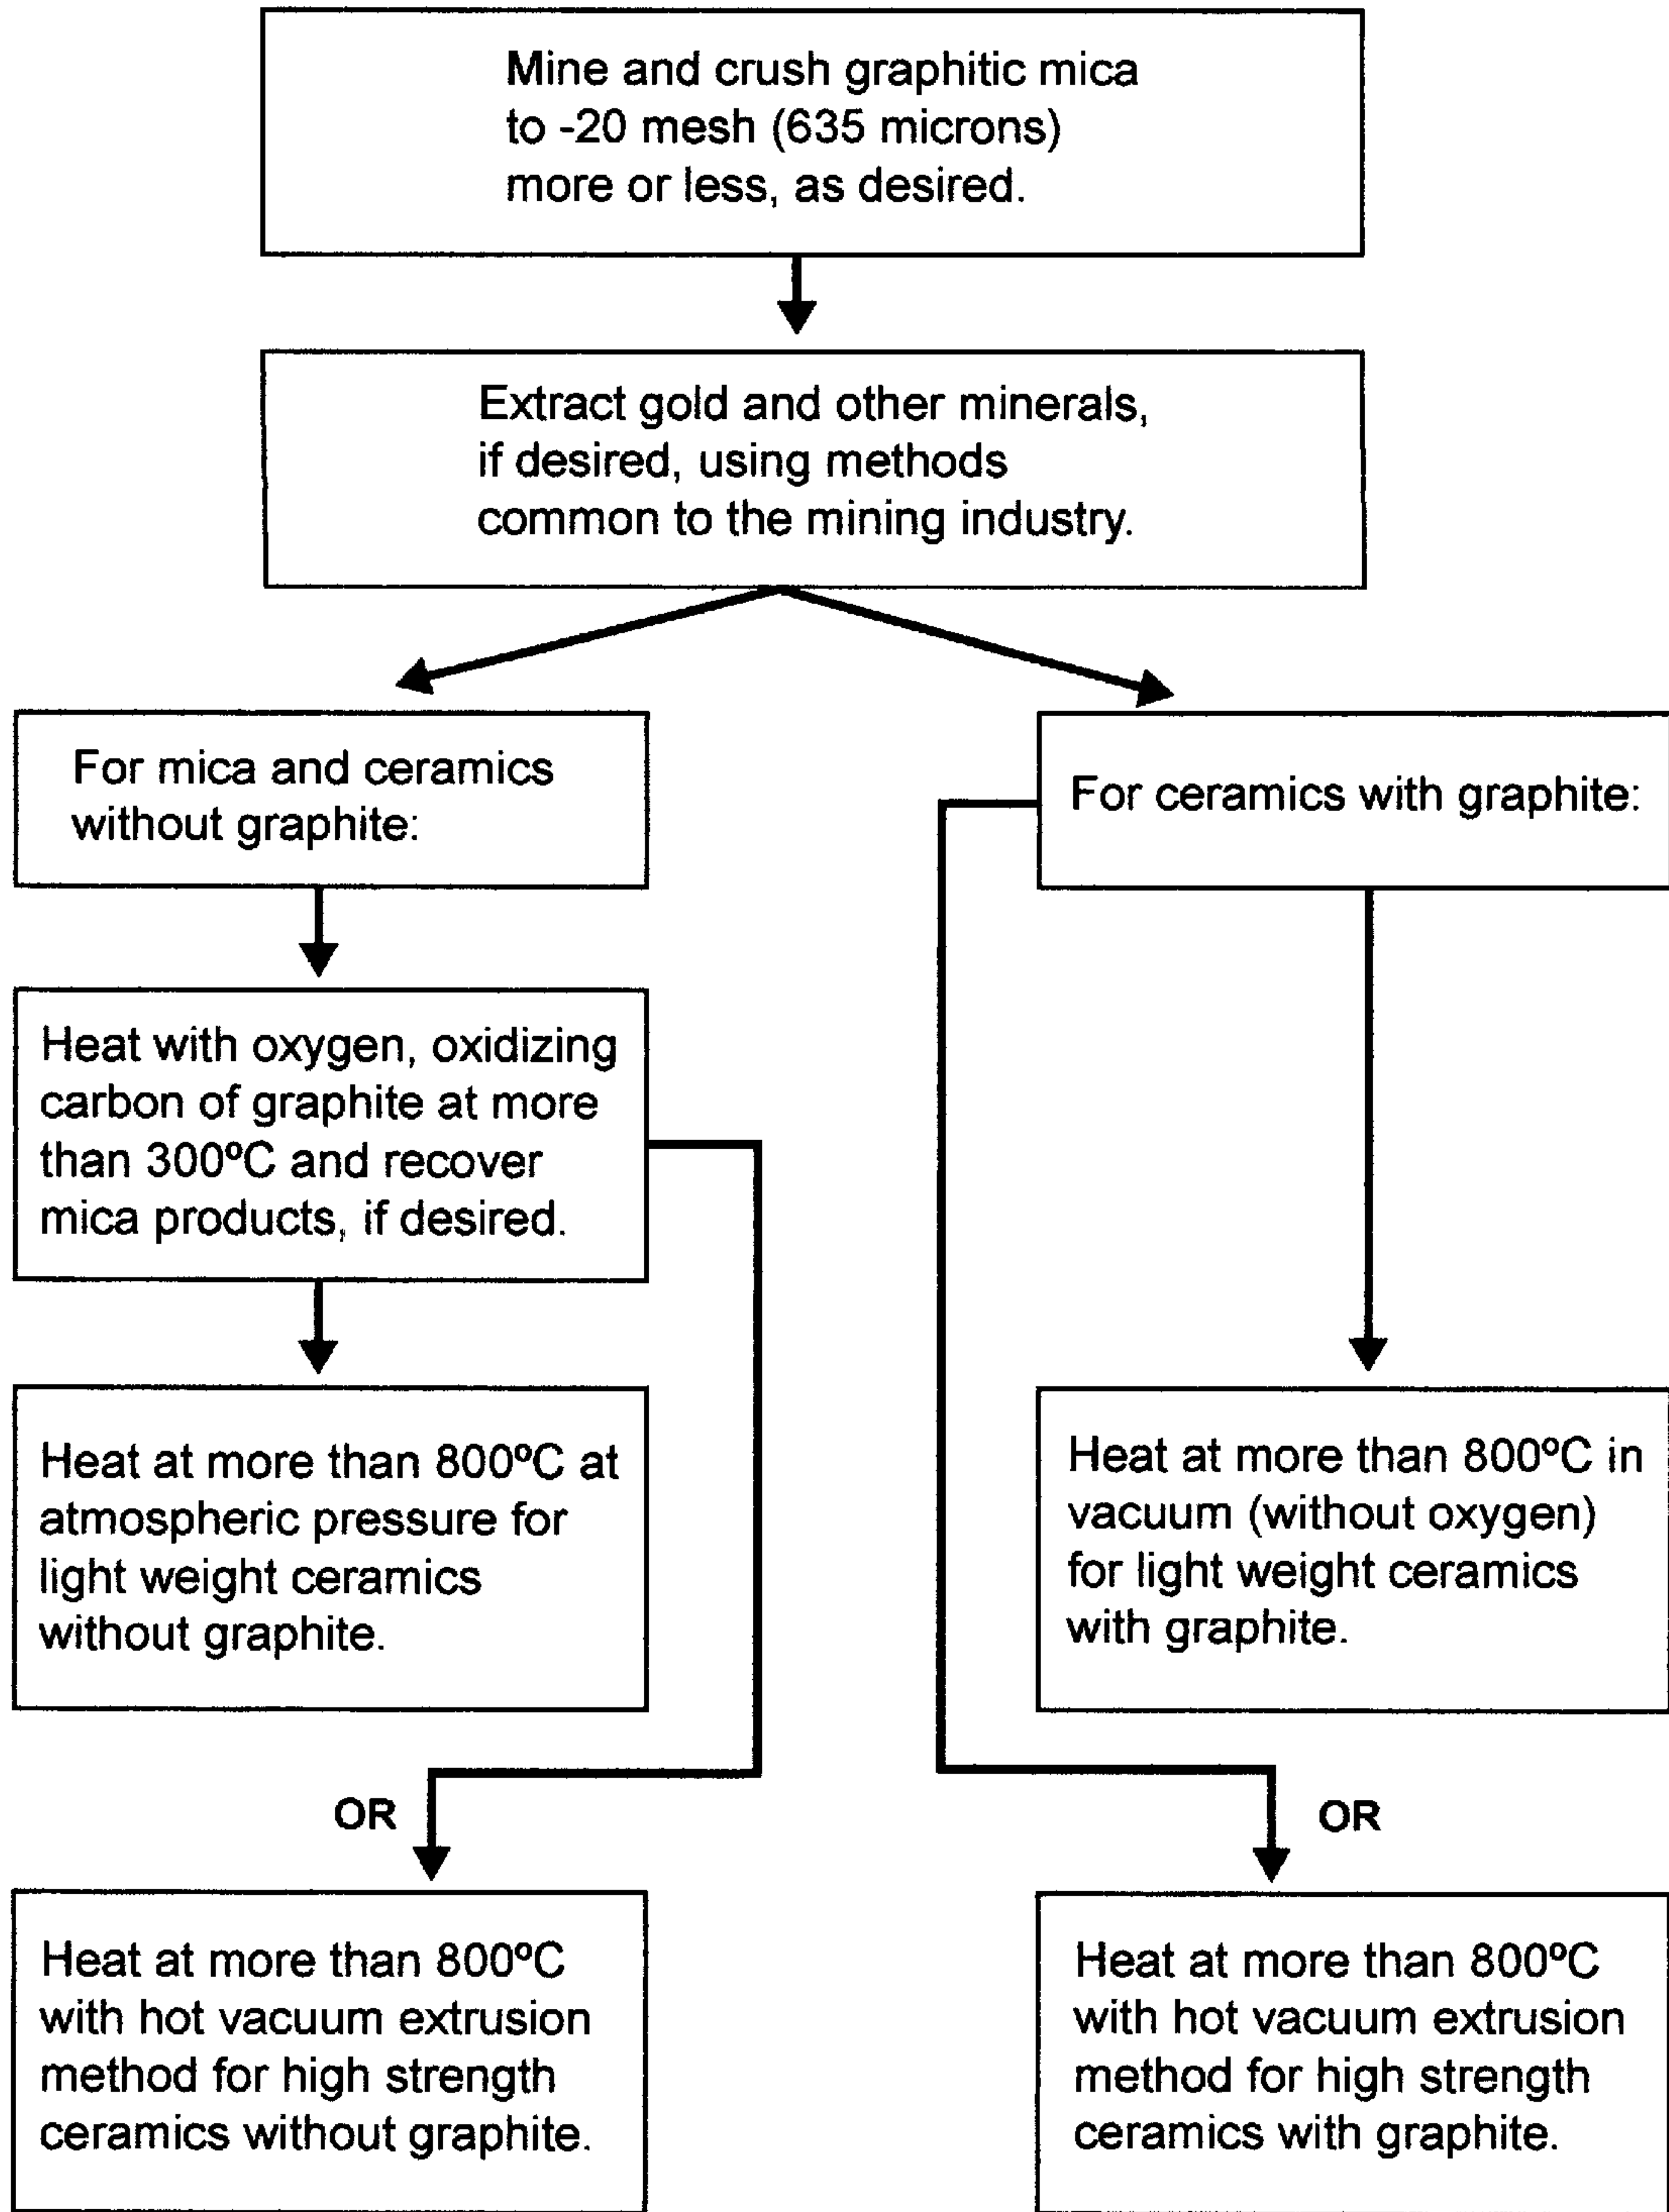 Mine and crush graphitic mica
to -20 mesh (635 microns)
more or less, as desired.
Extract gold and other minerals,
if desired, using methods
common to the mining industry.
For mica and ceramics
without graphite:
For ceramics with graphite:
Heat with oxygen, oxidizing
carbon of graphite at more
than 300ºC and recover
mica products, if desired.
Heat at more than 800ºC at
atmospheric pressure for
light weight ceramics
without graphite.
Heat at more than 800ºC in
vacuum (without oxygen)
for light weight ceramics
with graphite.
OR
OR
Heat at more than 800ºC
with hot vacuum extrusion
method for high strength
ceramics without graphite.
Heat at more than 800ºC
with hot vacuum extrusion
method for high strength
ceramics with graphite.